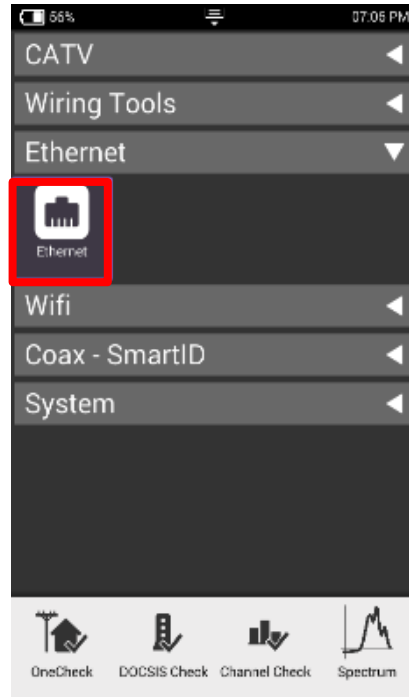 56% 07:05 PM
CATV
Wiring Tools
Ethernet
Ethernet
Wifi
Coax - SmartID
System
OneCheck DOCSIS Check Channel Check Spectrum